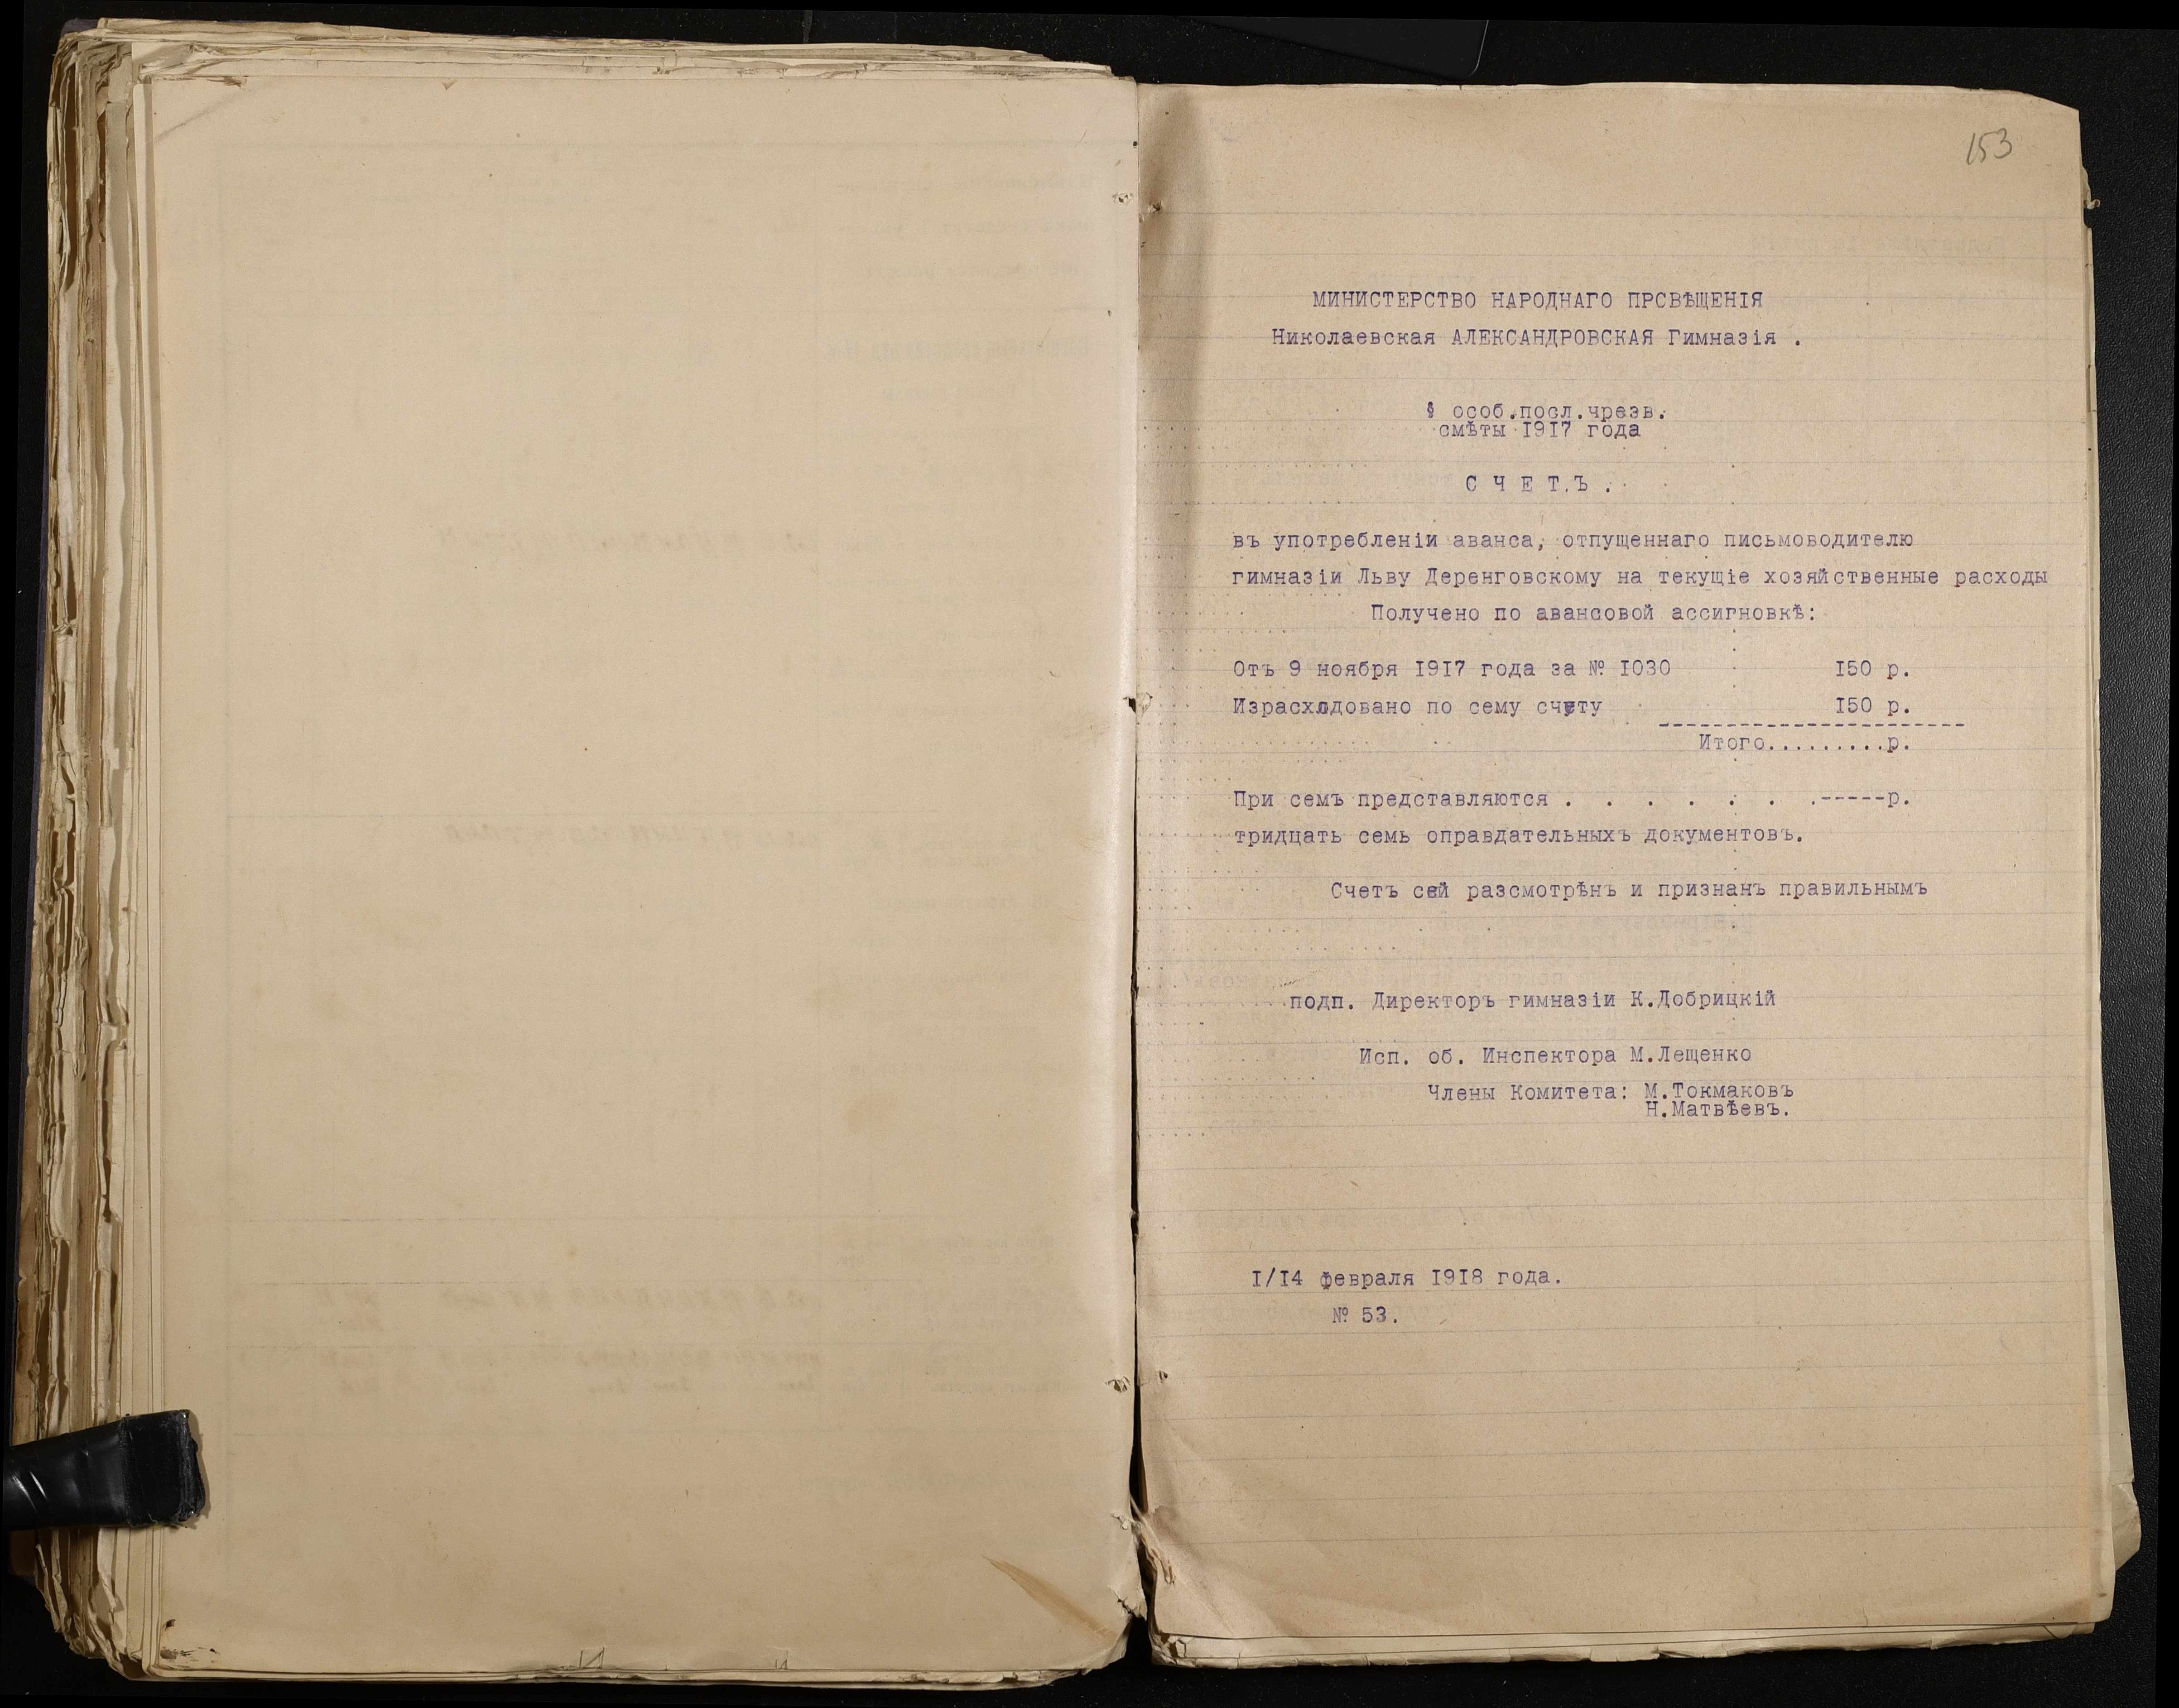 153
МИНИСТЕРСТВО НАРОДНАГО ПРСВѢЩЕНІЯ
Николаевская АЛЕКСАНДРОВСКАЯ Гимназія .
§ особ.посл.чрезв.
смѣты 1917 года
С Ч Е Т Ъ .
въ употребленіи аванса, отпущеннаго письмоводителю
гимназіи Льву Деренговскому на текущіе хозяйственные расходы
Получено по авансовой ассигновкѣ:
Отъ 9 ноября 1917 года за № 1030 150 р.
Израсходовано по сему счету 150 р.
----------------------
Итого.........р.
При семъ представляются . . . . . . .-----р.
тридцать семь оправдательныхъ документовъ.
Счетъ сей разсмотрѣнъ и признанъ правильнымъ
подп. Директоръ гимназіи К.Добрицкій
Исп. об. Инспектора М.Лещенко
Члены Комитета: М.Токмаковъ
Н.Матвѣевъ.
1/14 февраля 1918 года.
№ 53.